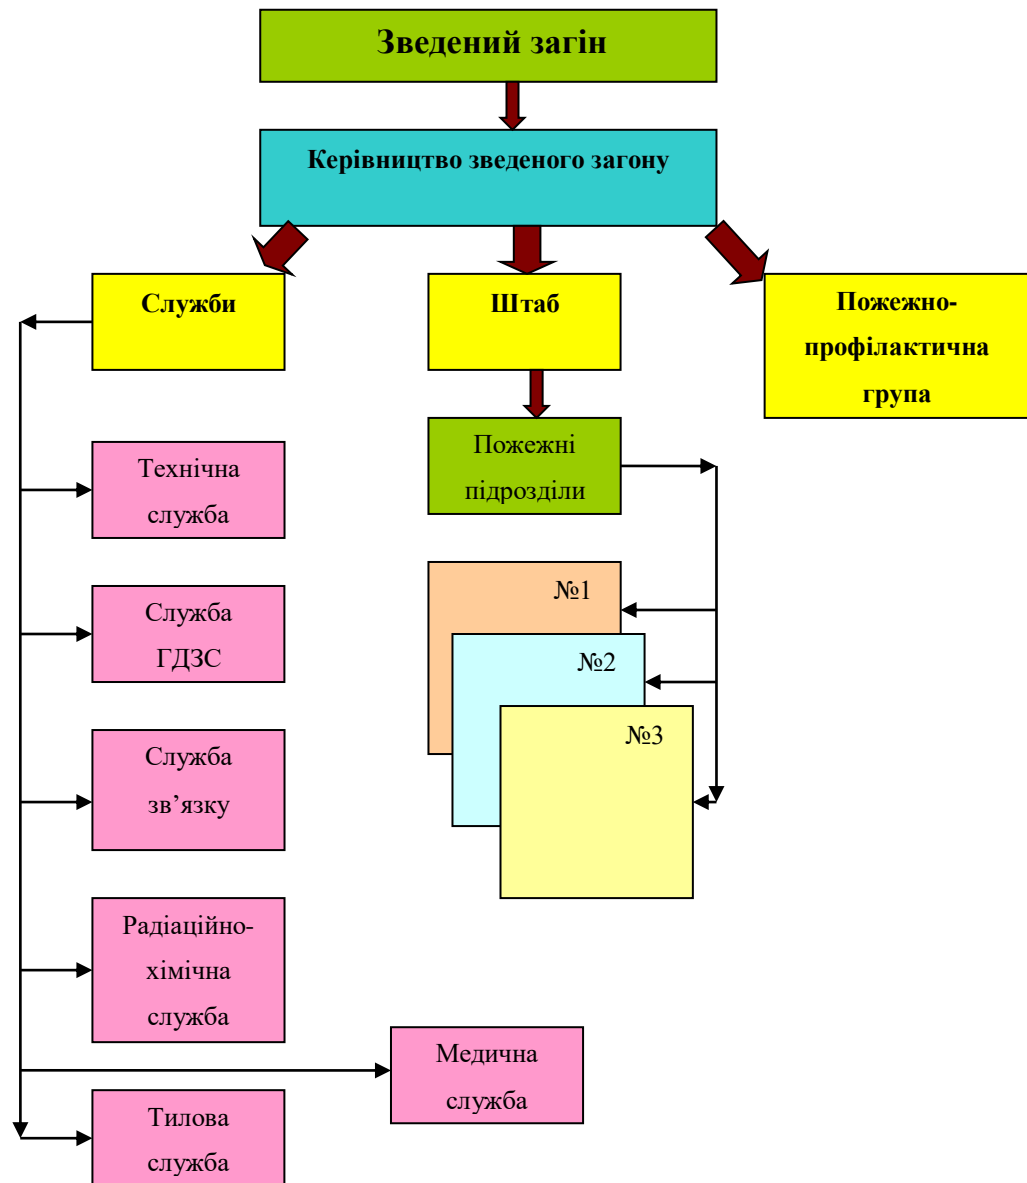 Зведений загін
Керівництво зведеного загону
Служби
Штаб
Пожежно-
профілактична
група
Пожежні
підрозділи
Технічна
служба
№1
Служба
ГДЗС
№2
№3
Служба
зв’язку
Радіаційно-
хімічна
служба
Медична
служба
Тилова
служба